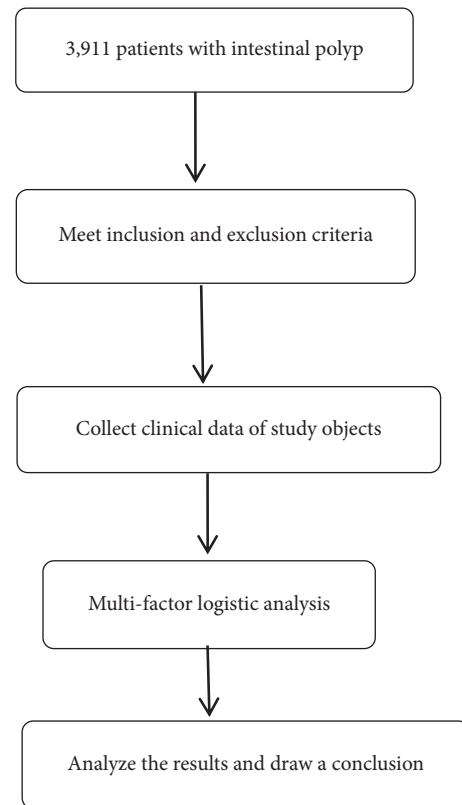 3,911 patients with intestinal polyp
Meet inclusion and exclusion criteria
Collect clinical data of study objects
Multi-factor logistic analysis
Analyze the results and draw a conclusion